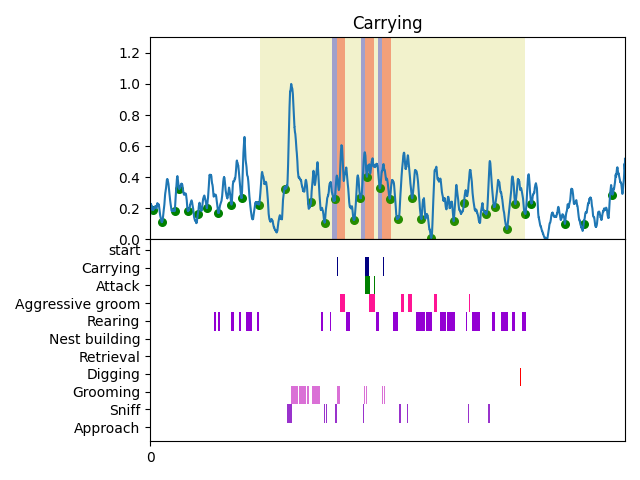 Carrying
1.2
1.0
0.8
0.6
0.4
0.2
0.0
start
Carrying
Attack
Aggressive groom
Rearing
Nest building
Retrieval
Digging
Grooming
Sniff
Approach
0